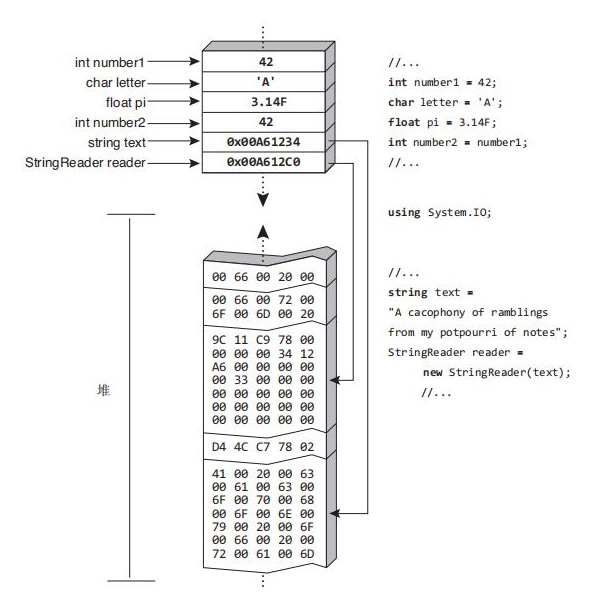 int number1
char letter
float pi
int number2
string text
StringReader reader
42
'A'
3.14F
42
0x00A61234
0x00A612C0
//...
int number1 = 42;
char letter = 'A';
float pi = 3.14F;
int number2 = number1;
//...
using System.IO;
//...
string text =
"A cacophony of ramblings
from my potpourri of notes";
StringReader reader =
new StringReader(text);
//...
堆
00 66 00 20 00
00 66 00 72 00
6F 00 6D 00 20
9C 11 C9 78 00
00 00 00 34 12
A6 00 00 00 00
00 33 00 00 00
00 00 00 00 00
00 00 00 00 00
00 00 00 00 00
D4 4C C7 78 02
41 00 20 00 63
00 61 00 63 00
6F 00 70 00 68
00 6F 00 6E 00
79 00 20 00 6F
00 66 00 20 00
72 00 61 00 6D